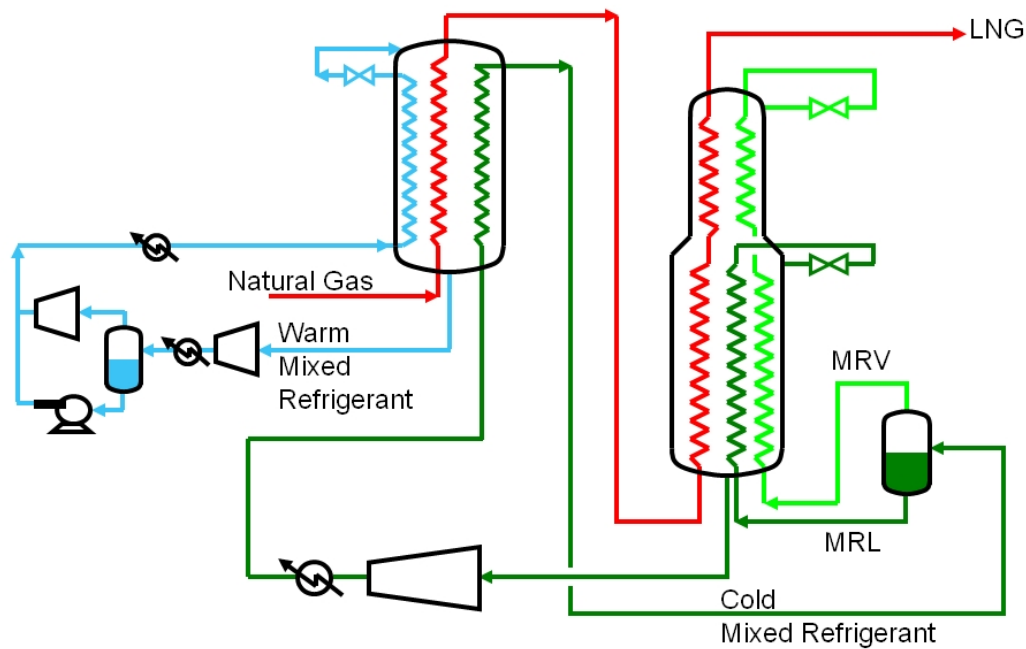 LNG
Natural Gas
Warm
Mixed
Refrigerant
MRV
MRL
Cold
Mixed Refrigerant